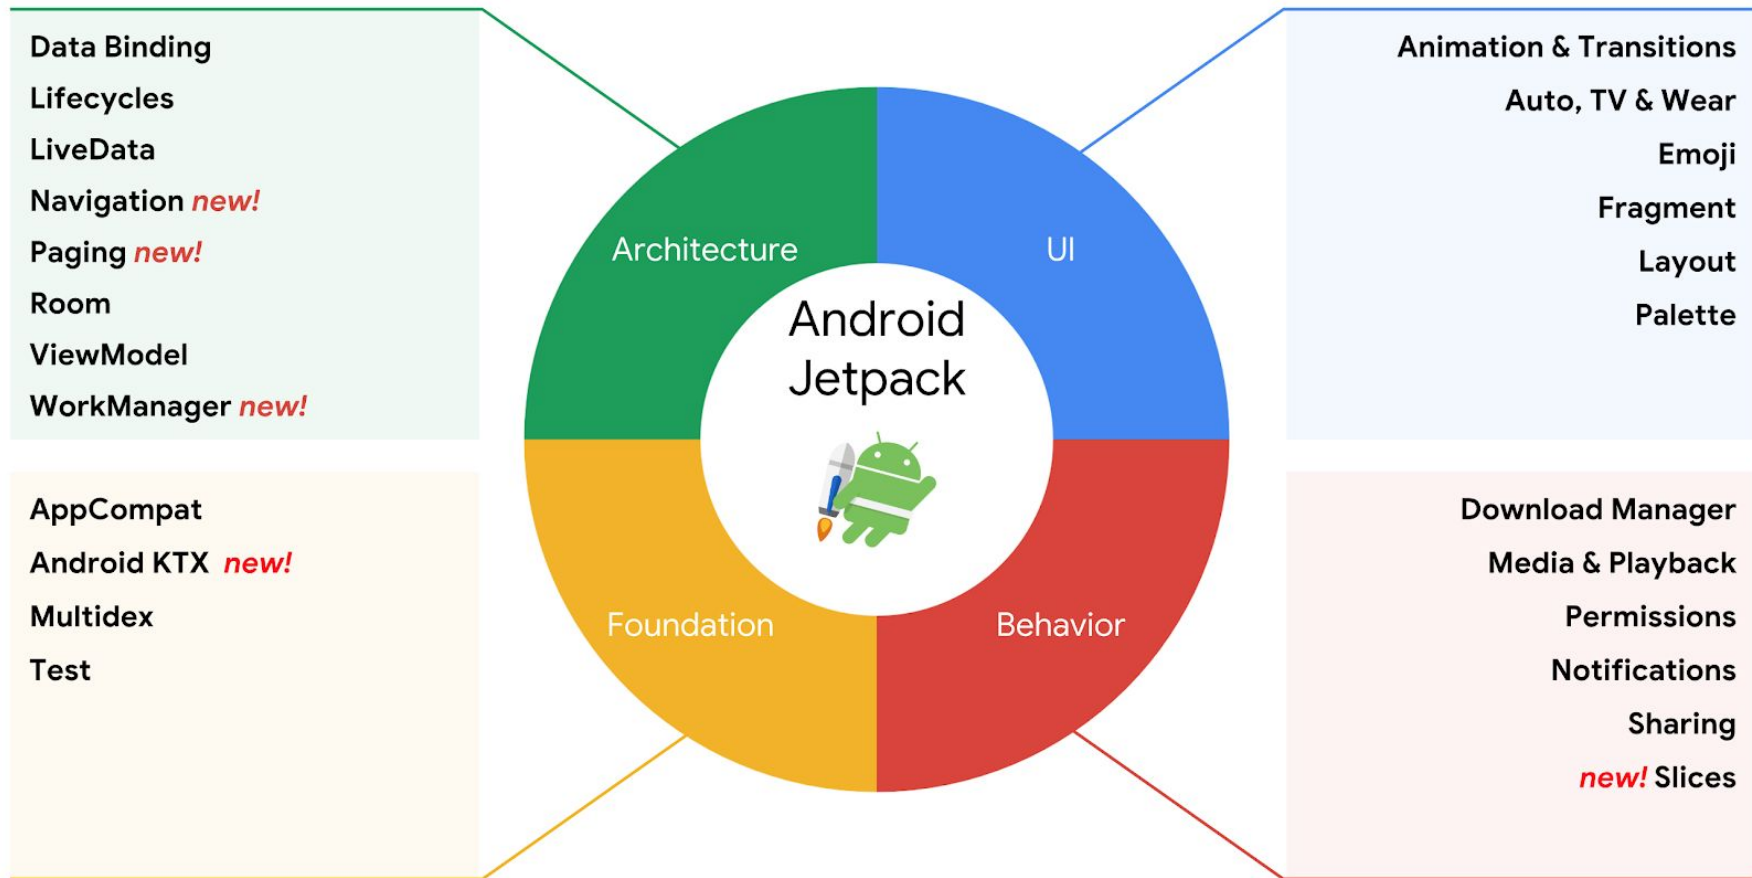 Data Binding
Lifecycles
LiveData
Navigation new!
Paging new!
Room
ViewModel
WorkManager new!
Animation & Transitions
Auto, TV & Wear
Emoji
Fragment
Layout
Palette
Architecture
UI
Android
Jetpack
Foundation
Behavior
AppCompat
Android KTX new!
Multidex
Test
Download Manager
Media & Playback
Permissions
Notifications
Sharing
new! Slices